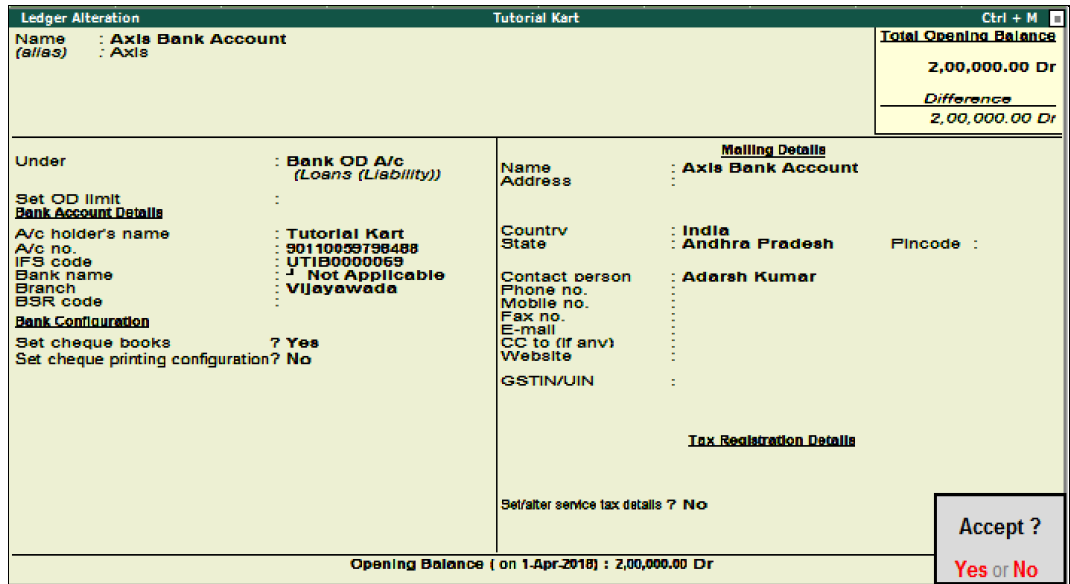 Ledger Alteration Tutorial Kart Ctrl + M
Name : Axis Bank Account
(alias) : Axis
Total Opening Balance
2,00,000.00 Dr
Difference
2,00,000.00 Dr
Under : Bank OD A/c
(Loans (Liability))
Set OD limit :
Bank Account Details
A/c holder's name : Tutorial Kart
A/c no. : 90110059798488
IFS code : UTIB0000069
Bank name : ┘ Not Applicable
Branch : Vijayawada
BSR code :
Bank Configuration
Set cheque books ? Yes
Set cheque printing configuration? No
Mailing Details
Name : Axis Bank Account
Address :
Country : India
State : Andhra Pradesh Pincode :
Contact person : Adarsh Kumar
Phone no. :
Mobile no. :
Fax no. :
E-mail :
CC to (if any) :
Website :
GSTIN/UIN :
Tax Registration Details
Set/alter service tax details ? No
Opening Balance ( on 1-Apr-2018) : 2,00,000.00 Dr
Accept ?
Yes or No